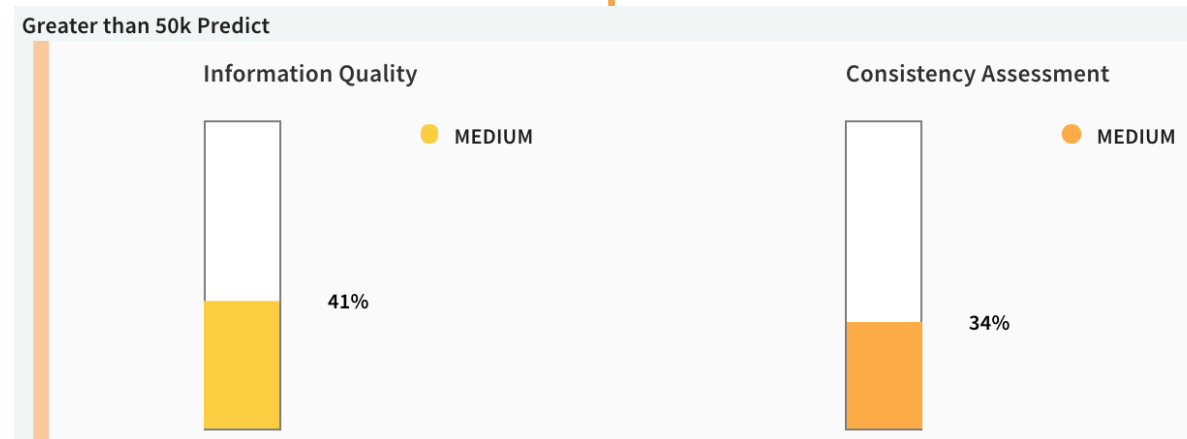 Greater than 50k Predict
Information Quality
Consistency Assessment
MEDIUM
MEDIUM
41%
34%